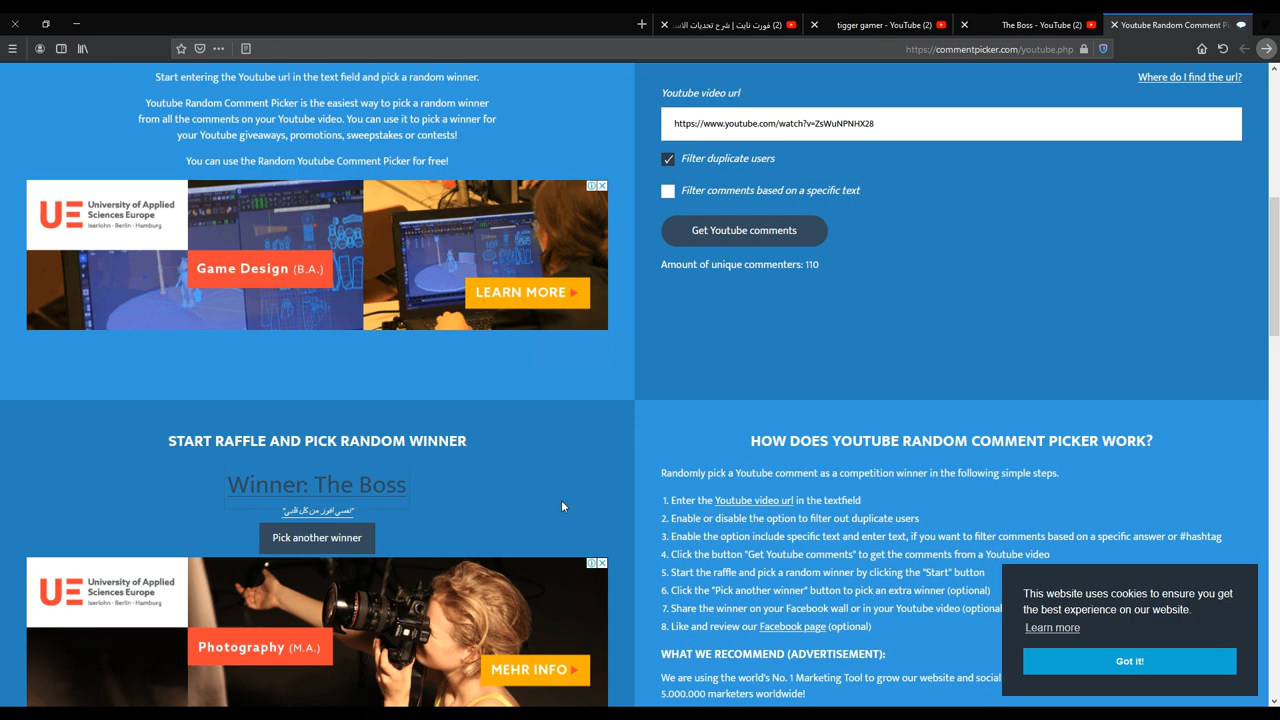 (2) فورت نايت | شرح تحديات الاس
tigger gamer - YouTube (2)
The Boss - YouTube (2)
Youtube Random Comment Pi
https://commentpicker.com/youtube.php
Start entering the Youtube url in the text field and pick a random winner.
Youtube Random Comment Picker is the easiest way to pick a random winner
from all the comments on your Youtube video. You can use it to pick a winner for
your Youtube giveaways, promotions, sweepstakes or contests!
You can use the Random Youtube Comment Picker for free!
UE University of Applied
Sciences Europe
Iserlohn · Berlin · Hamburg
Game Design (B.A.)
LEARN MORE
Where do I find the url?
Youtube video url
https://www.youtube.com/watch?v=ZsWuNPNHX28
Filter duplicate users
Filter comments based on a specific text
Get Youtube comments
Amount of unique commenters: 110
START RAFFLE AND PICK RANDOM WINNER
Winner: The Boss
"نفسي افوز من كل قلبي"
Pick another winner
UE University of Applied
Sciences Europe
Iserlohn · Berlin · Hamburg
Photography (M.A.)
MEHR INFO
HOW DOES YOUTUBE RANDOM COMMENT PICKER WORK?
Randomly pick a Youtube comment as a competition winner in the following simple steps.
1. Enter the Youtube video url in the textfield
2. Enable or disable the option to filter out duplicate users
3. Enable the option include specific text and enter text, if you want to filter comments based on a specific answer or #hashtag
4. Click the button "Get Youtube comments" to get the comments from a Youtube video
5. Start the raffle and pick a random winner by clicking the "Start" button
6. Click the "Pick another winner" button to pick an extra winner (optional)
7. Share the winner on your Facebook wall or in your Youtube video (optional
8. Like and review our Facebook page (optional)
WHAT WE RECOMMEND (ADVERTISEMENT):
We are using the world's No. 1 Marketing Tool to grow our website and social
5.000.000 marketers worldwide!
This website uses cookies to ensure you get
the best experience on our website.
Learn more
Got it!